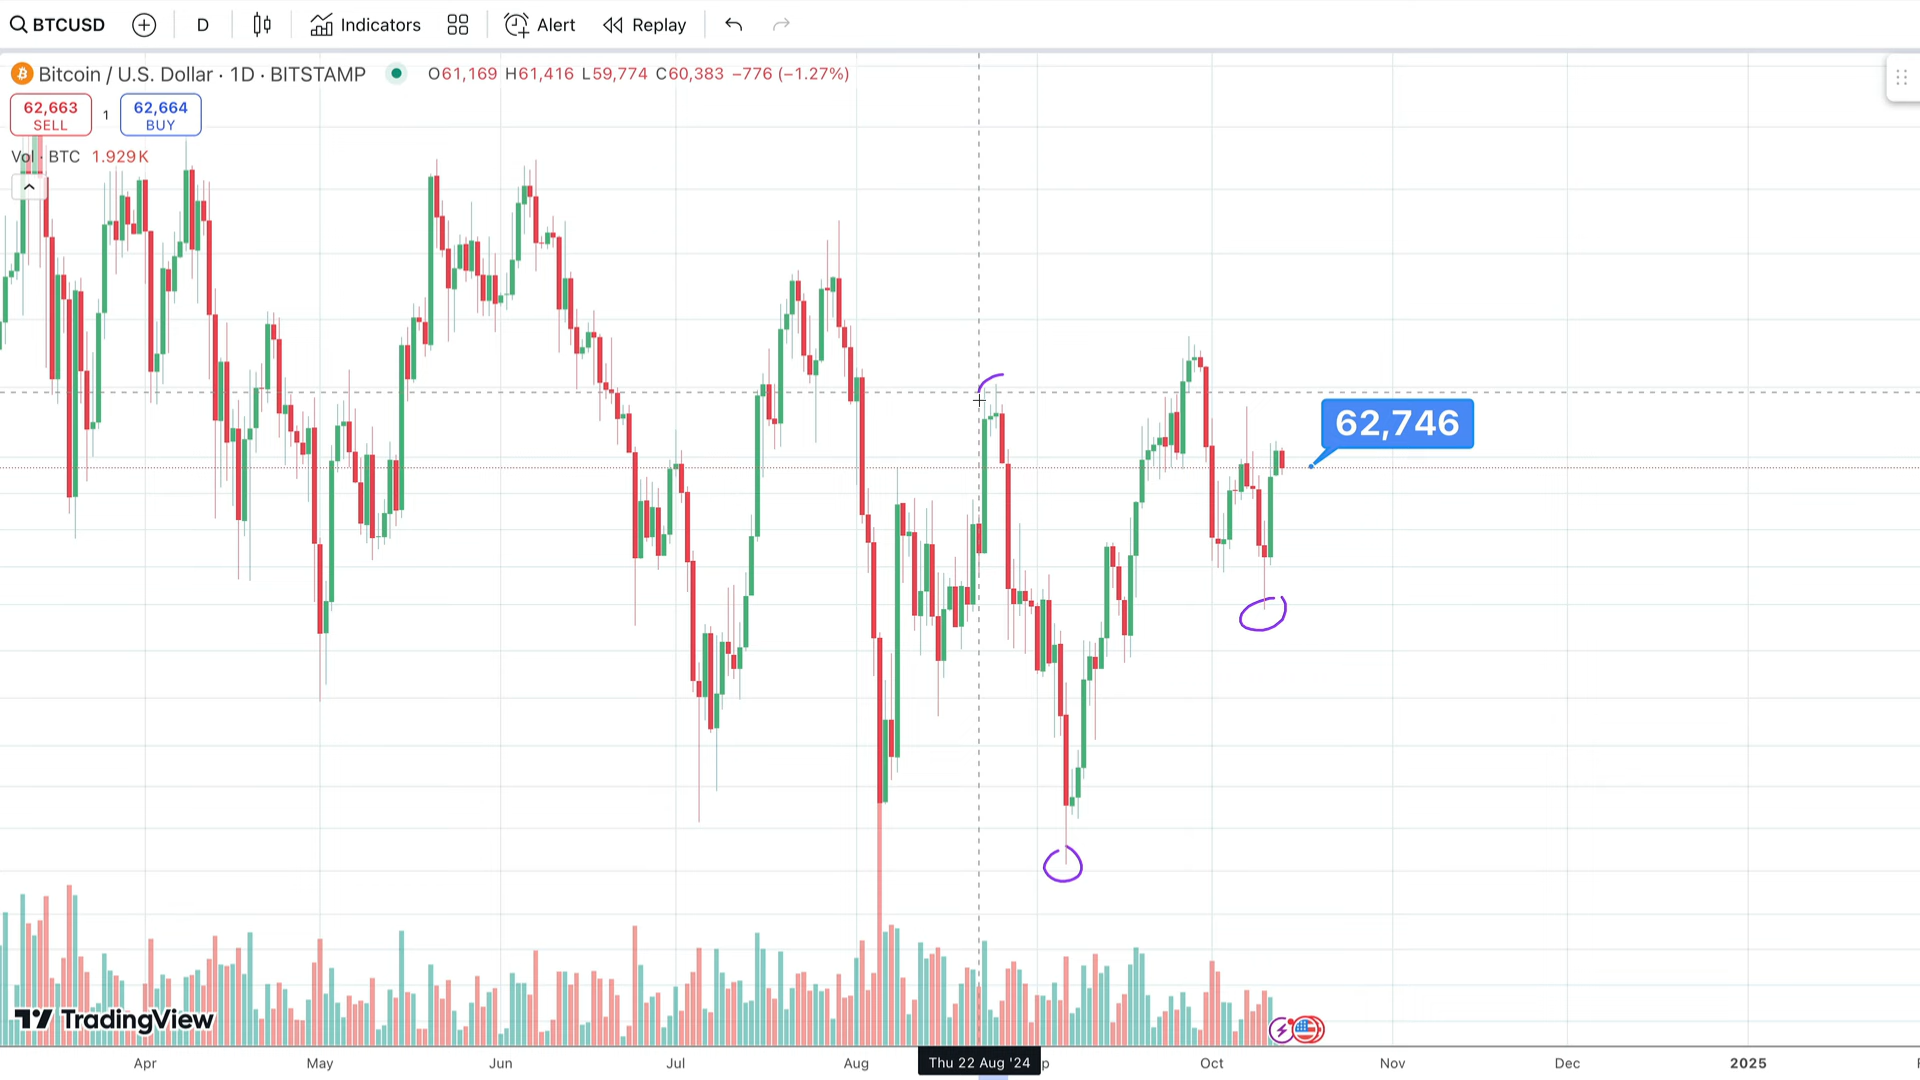 BTCUSD D Indicators Alert Replay
Bitcoin / U.S. Dollar · 1D · BITSTAMP O61,169 H61,416 L59,774 C60,383 −776 (−1.27%)
62,663 1 62,664
SELL BUY
Vol · BTC 1.929K
62,746
TradingView
Apr May Jun Jul Aug Thu 22 Aug '24 p Oct Nov Dec 2025